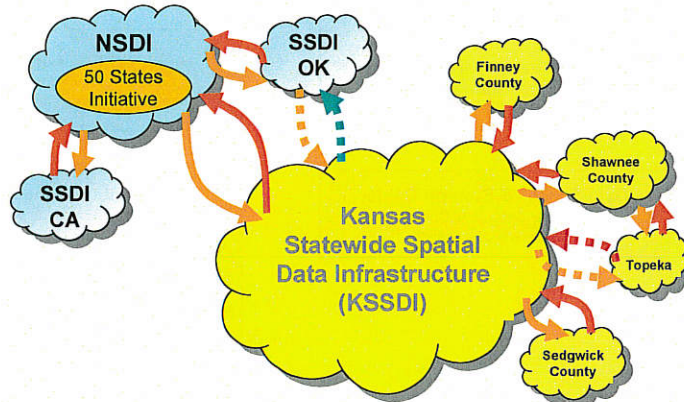 NSDI
50 States
Initiative
SSDI
OK
SSDI
CA
Finney
County
Shawnee
County
Topeka
Kansas
Statewide Spatial
Data Infrastructure
(KSSDI)
Sedgwick
County